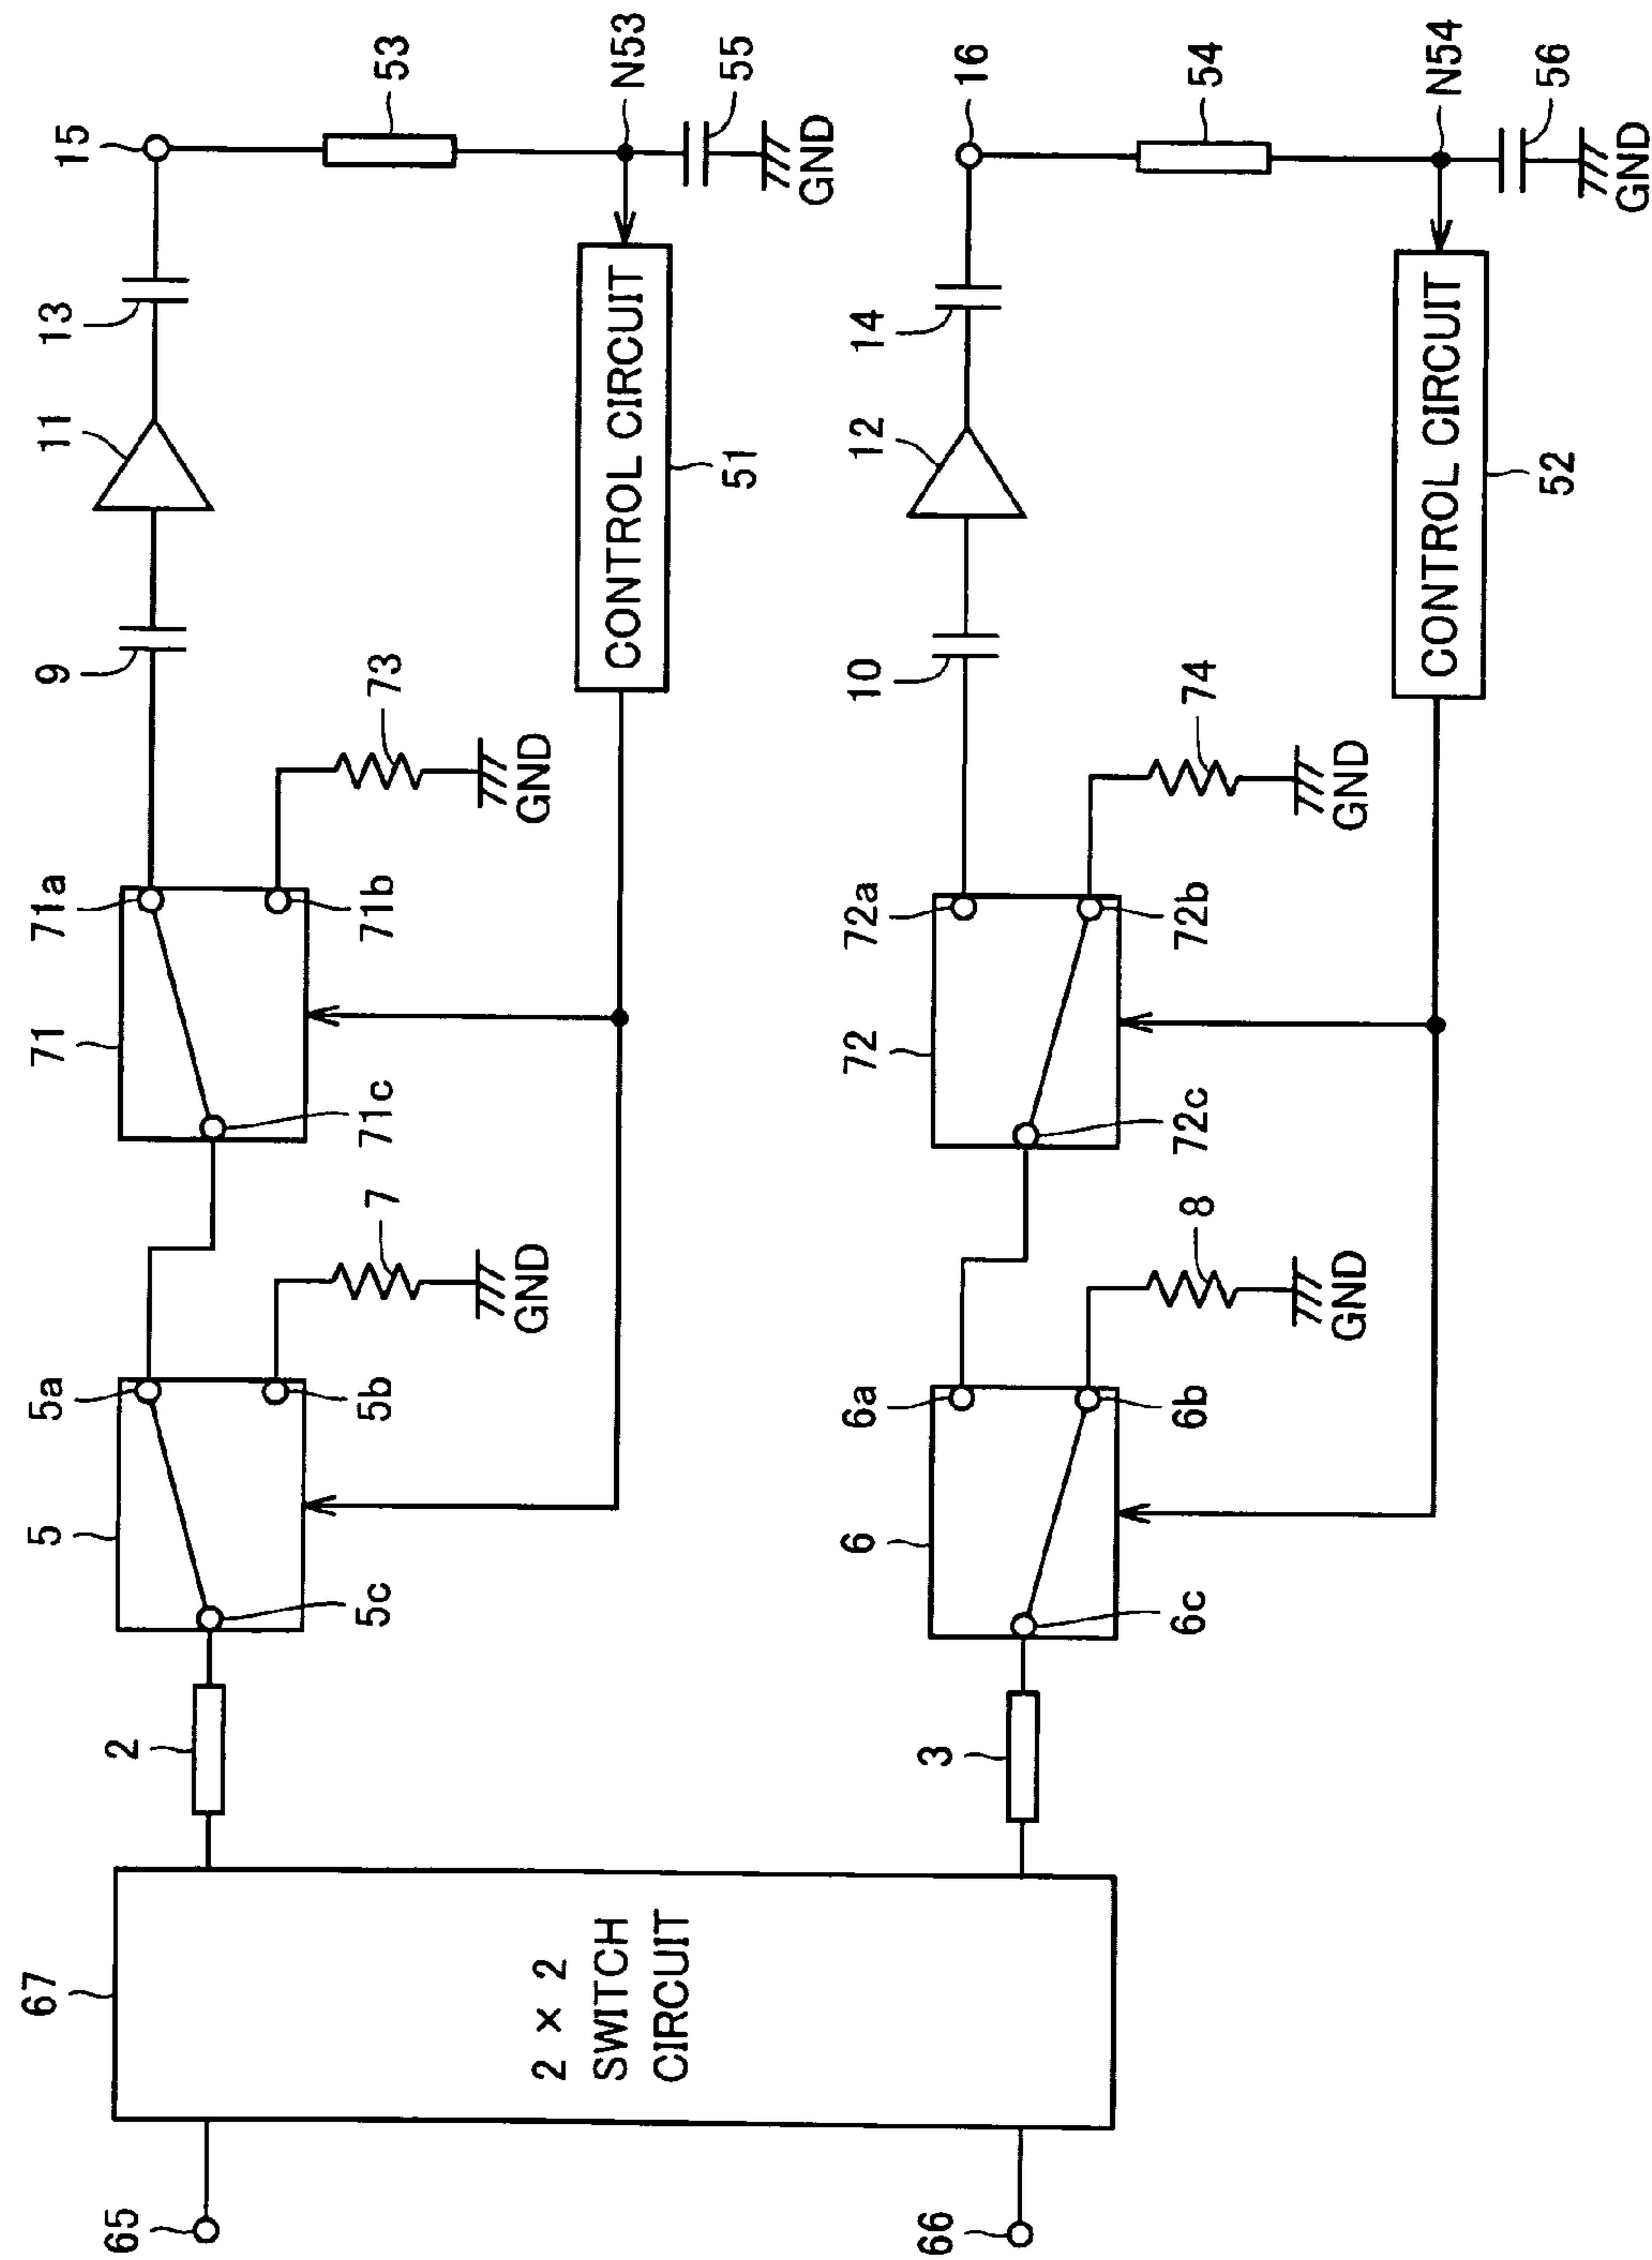 65
66
67
2 × 2
SWITCH
CIRCUIT
2
3
5
5a
5b
5c
7
GND
71
71a
71b
71c
73
GND
9
11
13
15
53
N53
55
GND
CONTROL CIRCUIT
51
6
6a
6b
6c
8
GND
72
72a
72b
72c
74
GND
10
12
14
16
54
N54
56
GND
CONTROL CIRCUIT
52